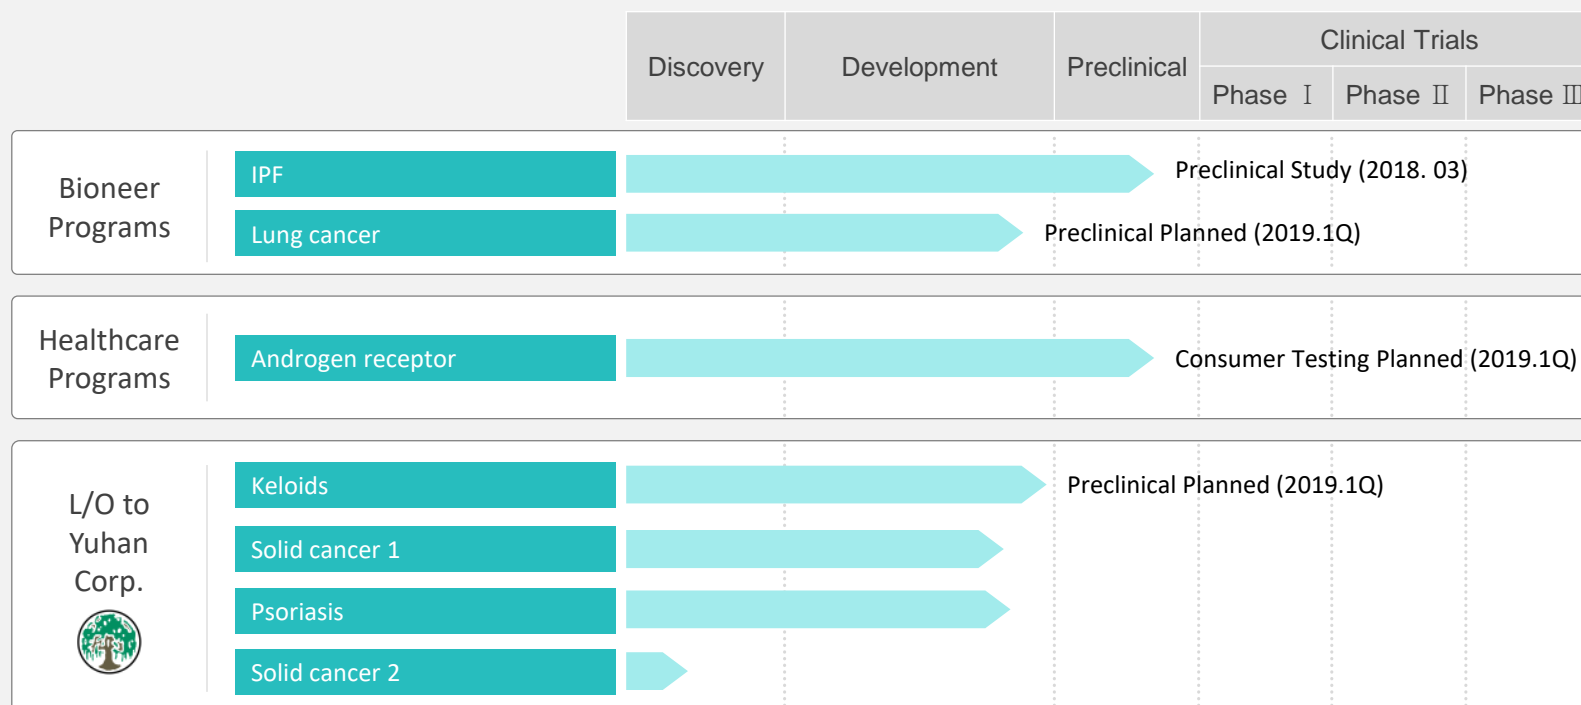 Discovery
Development
Preclinical
Clinical Trials
Phase Ⅰ
Phase Ⅱ
Phase Ⅲ
Bioneer
Programs
IPF
Preclinical Study (2018. 03)
Lung cancer
Preclinical Planned (2019.1Q)
Healthcare
Programs
Androgen receptor
Consumer Testing Planned (2019.1Q)
L/O to
Yuhan
Corp.
Keloids
Preclinical Planned (2019.1Q)
Solid cancer 1
Psoriasis
Solid cancer 2